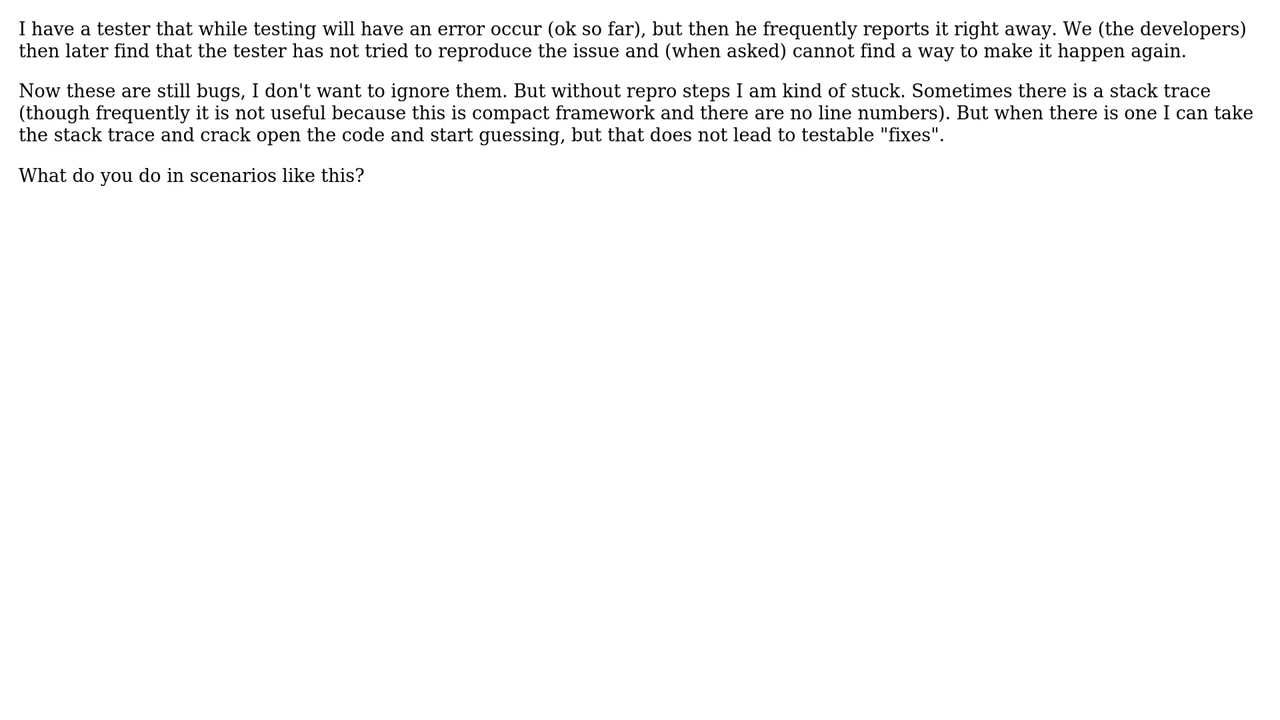 I have a tester that while testing will have an error occur (ok so far), but then he frequently reports it right away. We (the developers)
then later find that the tester has not tried to reproduce the issue and (when asked) cannot find a way to make it happen again.
Now these are still bugs, I don't want to ignore them. But without repro steps I am kind of stuck. Sometimes there is a stack trace
(though frequently it is not useful because this is compact framework and there are no line numbers). But when there is one I can take
the stack trace and crack open the code and start guessing, but that does not lead to testable "fixes".
What do you do in scenarios like this?